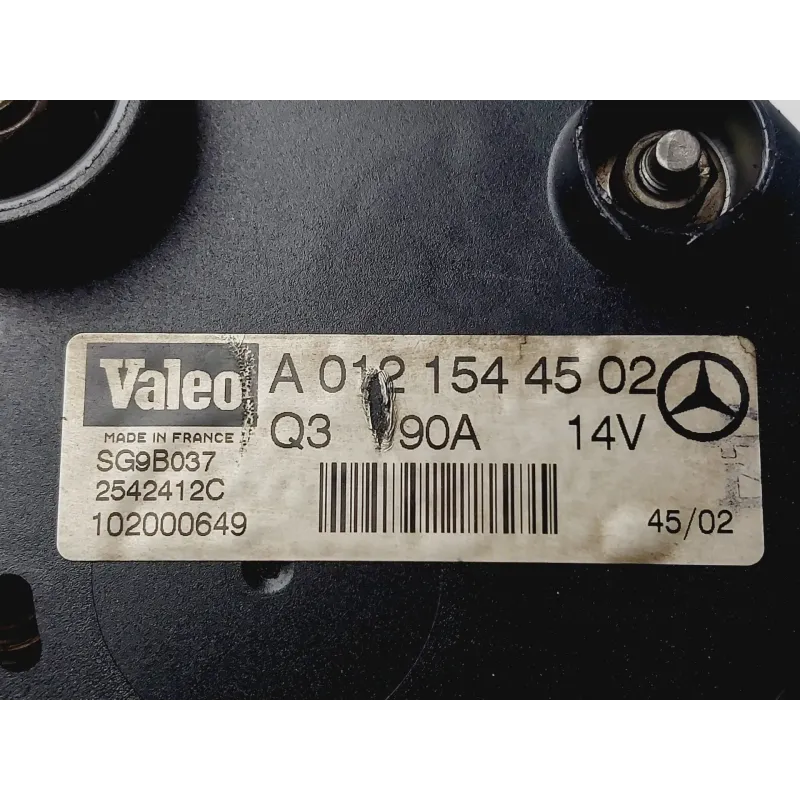 Valeo
MADE IN FRANCE
SG9B037
2542412C
102000649
A 012 154 45 02
Q3 90A 14V
45/02